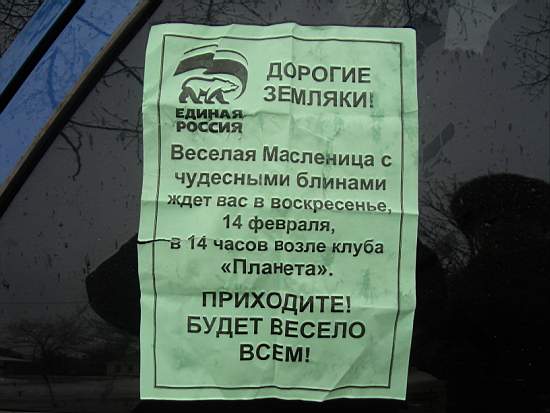 ЕДИНАЯ
РОССИЯ
ДОРОГИЕ
ЗЕМЛЯКИ!
Веселая Масленица с
чудесными блинами
ждет вас в воскресенье,
14 февраля,
в 14 часов возле клуба
«Планета».
ПРИХОДИТЕ!
БУДЕТ ВЕСЕЛО
ВСЕМ!